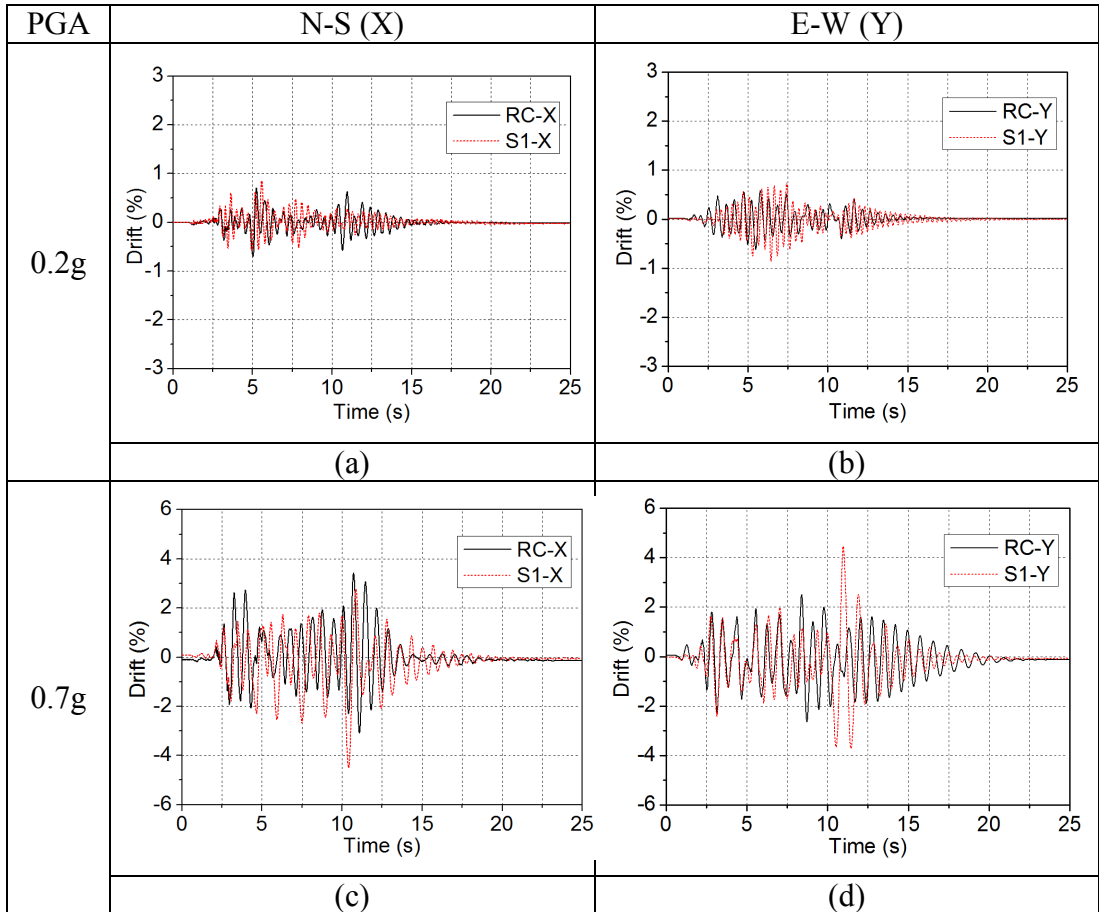 PGA N-S (X) E-W (Y)
0.2g
3
2
1
0
-1
-2
-3
Drift (%)
RC-X
S1-X
0 5 10 15 20 25
Time (s)
3
2
1
0
-1
-2
-3
Drift (%)
RC-Y
S1-Y
0 5 10 15 20 25
Time (s)
(a) (b)
0.7g
6
4
2
0
-2
-4
-6
Drift (%)
RC-X
S1-X
0 5 10 15 20 25
Time (s)
6
4
2
0
-2
-4
-6
Drift (%)
RC-Y
S1-Y
0 5 10 15 20 25
Time (s)
(c) (d)